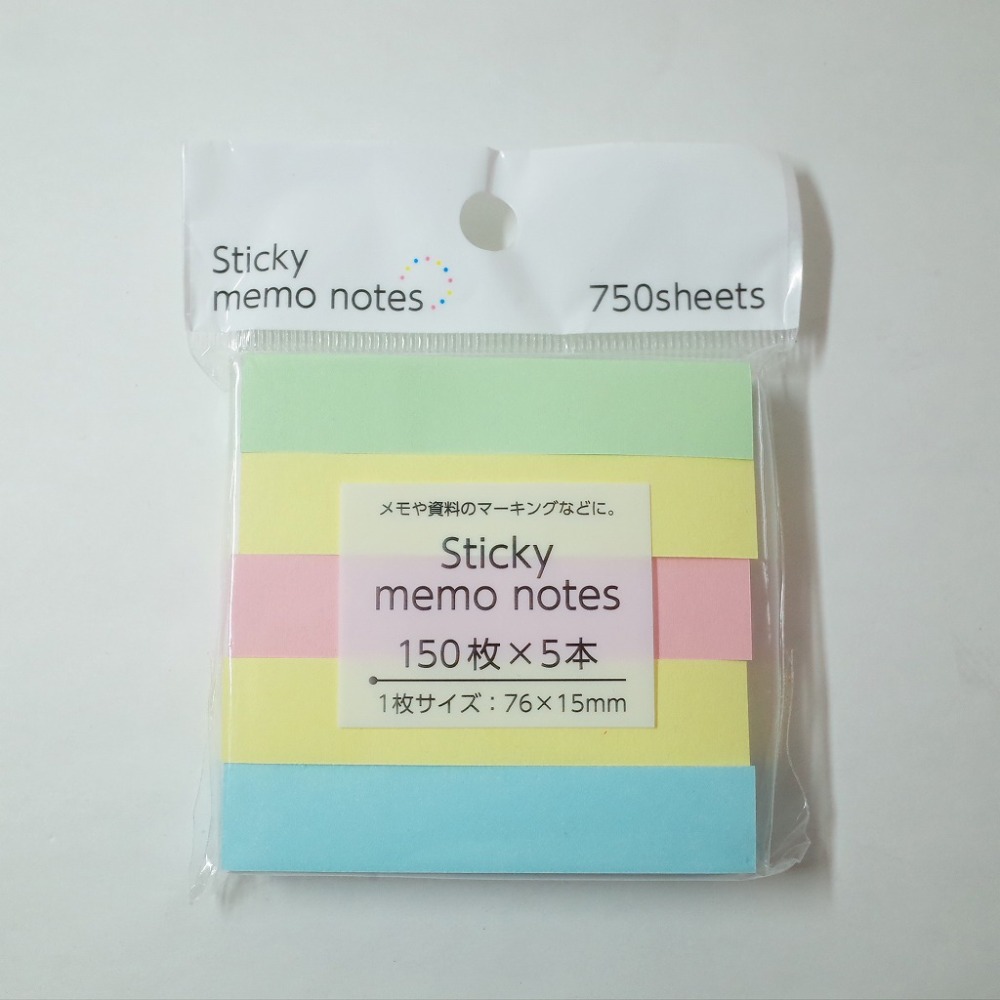 Sticky
memo notes
750sheets
メモや資料のマーキングなどに。
Sticky
memo notes
150枚×5本
1枚サイズ：76×15mm